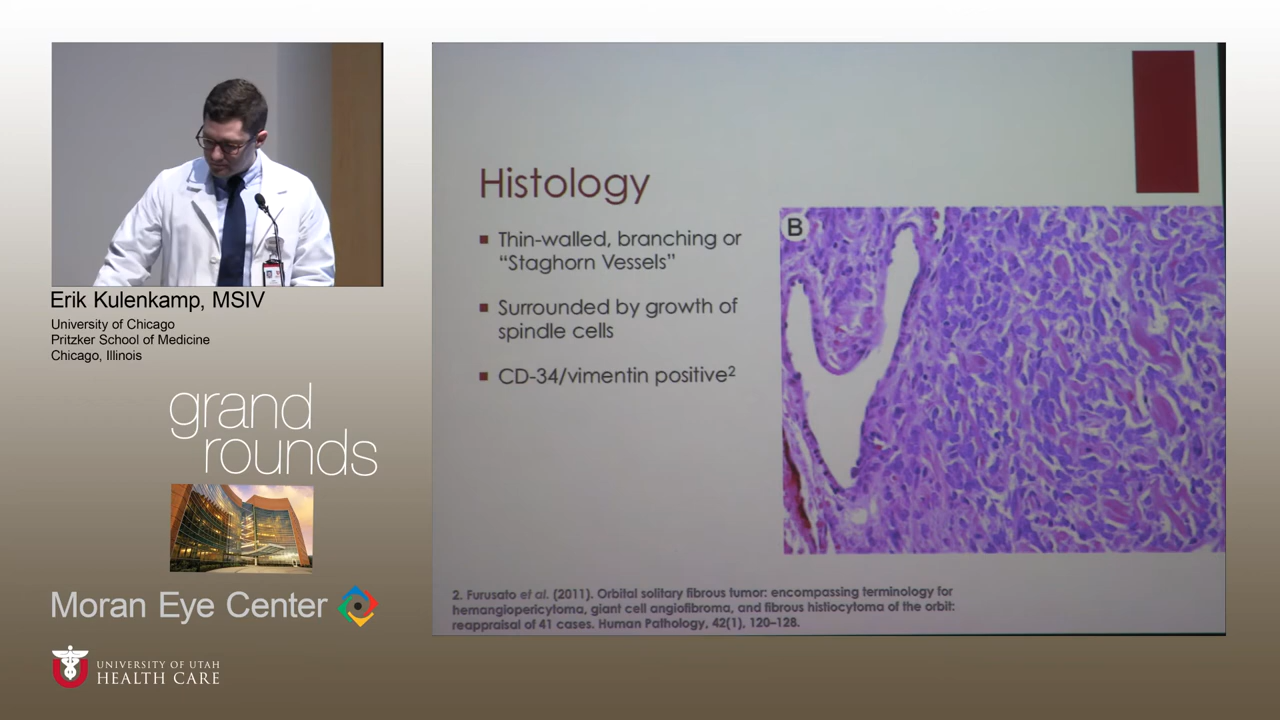 Erik Kulenkamp, MSIV
University of Chicago
Pritzker School of Medicine
Chicago, Illinois
grand
rounds
Moran Eye Center
UNIVERSITY OF UTAH
HEALTH CARE
Histology
Thin-walled, branching or
“Staghorn Vessels”
Surrounded by growth of
spindle cells
CD-34/vimentin positive2
B
2. Furusato et al. (2011). Orbital solitary fibrous tumor: encompassing terminology for
hemangiopericytoma, giant cell angiofibroma, and fibrous histiocytoma of the orbit:
reappraisal of 41 cases. Human Pathology, 42(1), 120–128.